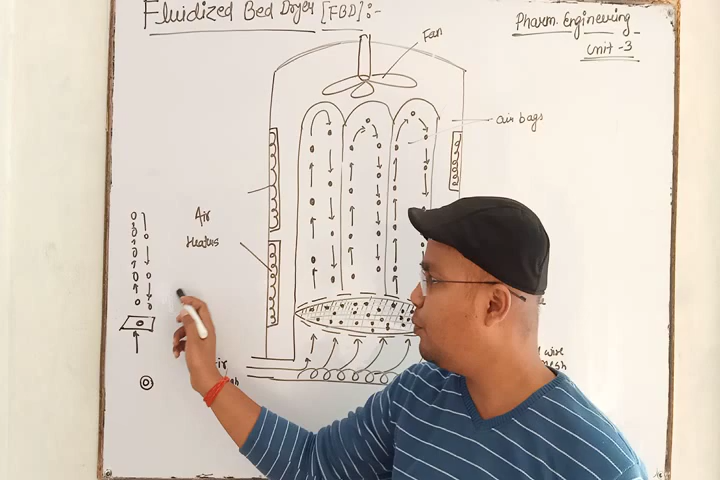 Fluidized Bed Dryer [FBD]:-
Pharm. Engineering
Unit -3
Fan
air bags
Air
Heaters
wire
mesh